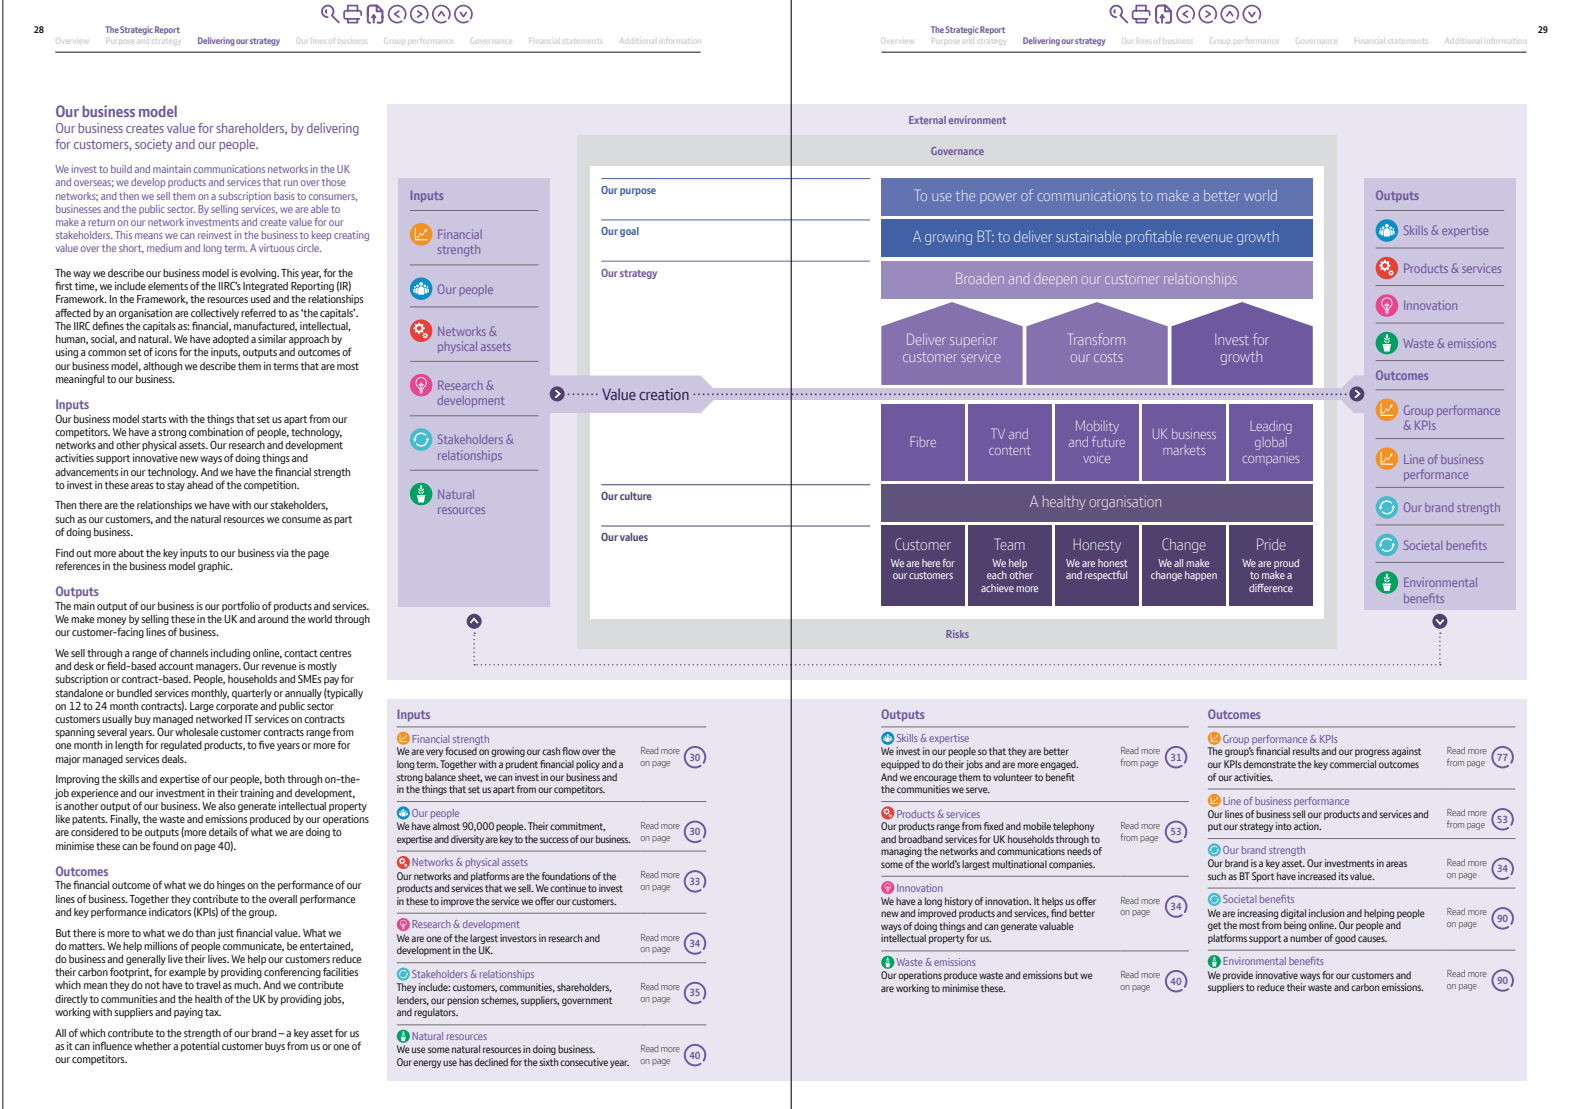 28
The Strategic Report
Overview Purpose and strategy Delivering our strategy Our lines of business Group performance Governance Financial statements Additional information
The Strategic Report
Overview Purpose and strategy Delivering our strategy Our lines of business Group performance Governance Financial statements Additional information
29
Our business model
Our business creates value for shareholders, by delivering
for customers, society and our people.
We invest to build and maintain communications networks in the UK
and overseas; we develop products and services that run over those
networks; and then we sell them on a subscription basis to consumers,
businesses and the public sector. By selling services, we are able to
make a return on our network investments and create value for our
stakeholders. This means we can reinvest in the business to keep creating
value over the short, medium and long term. A virtuous circle.
The way we describe our business model is evolving. This year, for the
first time, we include elements of the IIRC's Integrated Reporting (IR)
Framework. In the Framework, the resources used and the relationships
affected by an organisation are collectively referred to as 'the capitals'.
The IIRC defines the capitals as: financial, manufactured, intellectual,
human, social, and natural. We have adopted a similar approach by
using a common set of icons for the inputs, outputs and outcomes of
our business model, although we describe them in terms that are most
meaningful to our business.
Inputs
Our business model starts with the things that set us apart from our
competitors. We have a strong combination of people, technology,
networks and other physical assets. Our research and development
activities support innovative new ways of doing things and
advancements in our technology. And we have the financial strength
to invest in these areas to stay ahead of the competition.
Then there are the relationships we have with our stakeholders,
such as our customers, and the natural resources we consume as part
of doing business.
Find out more about the key inputs to our business via the page
references in the business model graphic.
Outputs
The main output of our business is our portfolio of products and services.
We make money by selling these in the UK and around the world through
our customer-facing lines of business.
We sell through a range of channels including online, contact centres
and desk or field-based account managers. Our revenue is mostly
subscription or contract-based. People, households and SMEs pay for
standalone or bundled services monthly, quarterly or annually (typically
on 12 to 24 month contracts). Large corporate and public sector
customers usually buy managed networked IT services on contracts
spanning several years. Our wholesale customer contracts range from
one month in length for regulated products, to five years or more for
major managed services deals.
Improving the skills and expertise of our people, both through on-the-
job experience and our investment in their training and development,
is another output of our business. We also generate intellectual property
like patents. Finally, the waste and emissions produced by our operations
are considered to be outputs (more details of what we are doing to
minimise these can be found on page 40).
Outcomes
The financial outcome of what we do hinges on the performance of our
lines of business. Together they contribute to the overall performance
and key performance indicators (KPIs) of the group.
But there is more to what we do than just financial value. What we
do matters. We help millions of people communicate, be entertained,
do business and generally live their lives. We help our customers reduce
their carbon footprint, for example by providing conferencing facilities
which mean they do not have to travel as much. And we contribute
directly to communities and the health of the UK by providing jobs,
working with suppliers and paying tax.
All of which contribute to the strength of our brand – a key asset for us
as it can influence whether a potential customer buys from us or one of
our competitors.
External environment
Governance
Inputs
Financial
strength
Our people
Networks &
physical assets
Research &
development
Stakeholders &
relationships
Natural
resources
Value creation
Our purpose
To use the power of communications to make a better world
Our goal
A growing BT: to deliver sustainable profitable revenue growth
Our strategy
Broaden and deepen our customer relationships
Deliver superior
customer service
Transform
our costs
Invest for
growth
Fibre
TV and
content
Mobility
and future
voice
UK business
markets
Leading
global
companies
Our culture
A healthy organisation
Our values
Customer
We are here for
our customers
Team
We help
each other
achieve more
Honesty
We are honest
and respectful
Change
We all make
change happen
Pride
We are proud
to make a
difference
Risks
Outputs
Skills & expertise
Products & services
Innovation
Waste & emissions
Outcomes
Group performance
& KPIs
Line of business
performance
Our brand strength
Societal benefits
Environmental
benefits
Inputs
Financial strength
We are very focused on growing our cash flow over the
long term. Together with a prudent financial policy and a
strong balance sheet, we can invest in our business and
in the things that set us apart from our competitors.
Read more
on page
30
Our people
We have almost 90,000 people. Their commitment,
expertise and diversity are key to the success of our business.
Read more
on page
30
Networks & physical assets
Our networks and platforms are the foundations of the
products and services that we sell. We continue to invest
in these to improve the service we offer our customers.
Read more
on page
33
Research & development
We are one of the largest investors in research and
development in the UK.
Read more
on page
34
Stakeholders & relationships
They include: customers, communities, shareholders,
lenders, our pension schemes, suppliers, government
and regulators.
Read more
on page
35
Natural resources
We use some natural resources in doing business.
Our energy use has declined for the sixth consecutive year.
Read more
on page
40
Outputs
Skills & expertise
We invest in our people so that they are better
equipped to do their jobs and are more engaged.
And we encourage them to volunteer to benefit
the communities we serve.
Read more
from page
31
Products & services
Our products range from fixed and mobile telephony
and broadband services for UK households through to
managing the networks and communications needs of
some of the world's largest multinational companies.
Read more
from page
53
Innovation
We have a long history of innovation. It helps us offer
new and improved products and services, find better
ways of doing things and can generate valuable
intellectual property for us.
Read more
on page
34
Waste & emissions
Our operations produce waste and emissions but we
are working to minimise these.
Read more
on page
40
Outcomes
Group performance & KPIs
The group's financial results and our progress against
our KPIs demonstrate the key commercial outcomes
of our activities.
Read more
from page
77
Line of business performance
Our lines of business sell our products and services and
put our strategy into action.
Read more
from page
53
Our brand strength
Our brand is a key asset. Our investments in areas
such as BT Sport have increased its value.
Read more
on page
34
Societal benefits
We are increasing digital inclusion and helping people
get the most from being online. Our people and
platforms support a number of good causes.
Read more
on page
90
Environmental benefits
We provide innovative ways for our customers and
suppliers to reduce their waste and carbon emissions.
Read more
on page
90